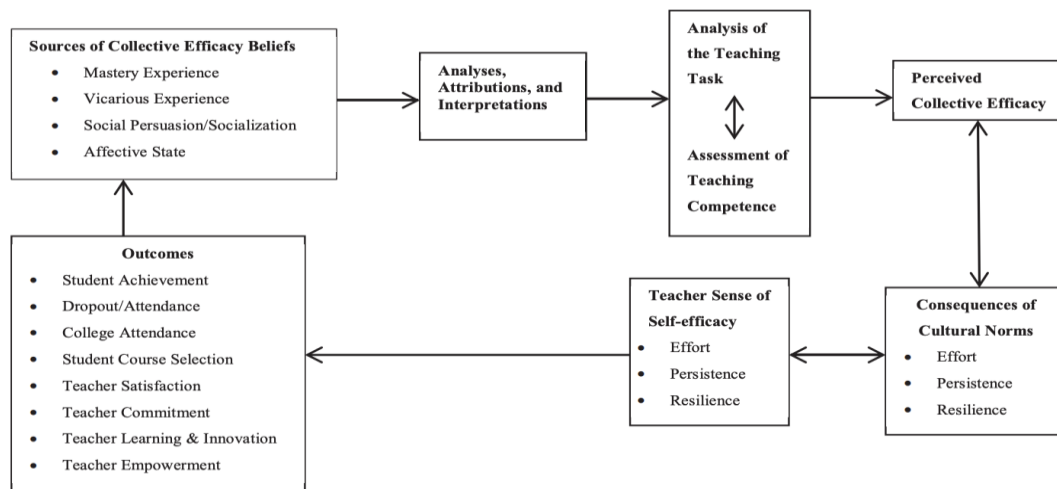 Sources of Collective Efficacy Beliefs
• Mastery Experience
• Vicarious Experience
• Social Persuasion/Socialization
• Affective State
Analyses,
Attributions, and
Interpretations
Analysis of
the Teaching
Task
Assessment of
Teaching
Competence
Perceived
Collective Efficacy
Consequences of
Cultural Norms
• Effort
• Persistence
• Resilience
Teacher Sense of
Self-efficacy
• Effort
• Persistence
• Resilience
Outcomes
• Student Achievement
• Dropout/Attendance
• College Attendance
• Student Course Selection
• Teacher Satisfaction
• Teacher Commitment
• Teacher Learning & Innovation
• Teacher Empowerment